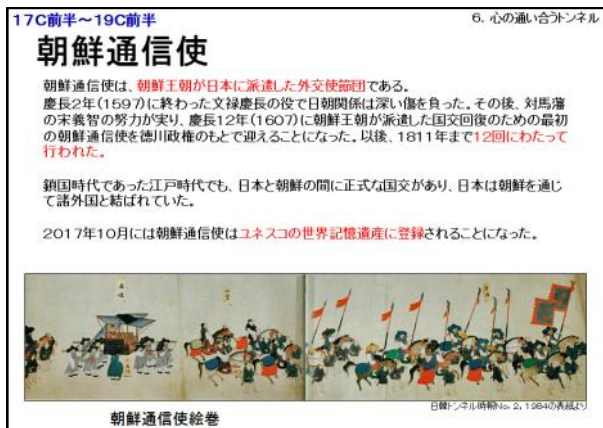 17C前半～19C前半
6. 心の通い合うトンネル
朝鮮通信使
朝鮮通信使は、朝鮮王朝が日本に派遣した外交使節団である。
慶長2年(1597)に終わった文禄慶長の役で日朝関係は深い傷を負った。その後、対馬藩
の宋義智の努力が実り、慶長12年(1607)に朝鮮王朝が派遣した国交回復のための最初
の朝鮮通信使を徳川政権のもとで迎えることになった。以後、1811年まで12回にわたって
行われた。
鎖国時代であった江戸時代でも、日本と朝鮮の間に正式な国交があり、日本は朝鮮を通じ
て諸外国と結ばれていた。
2017年10月には朝鮮通信使はユネスコの世界記憶遺産に登録されることになった。
日韓トンネル時報No. 2, 1984の表紙より
朝鮮通信使絵巻